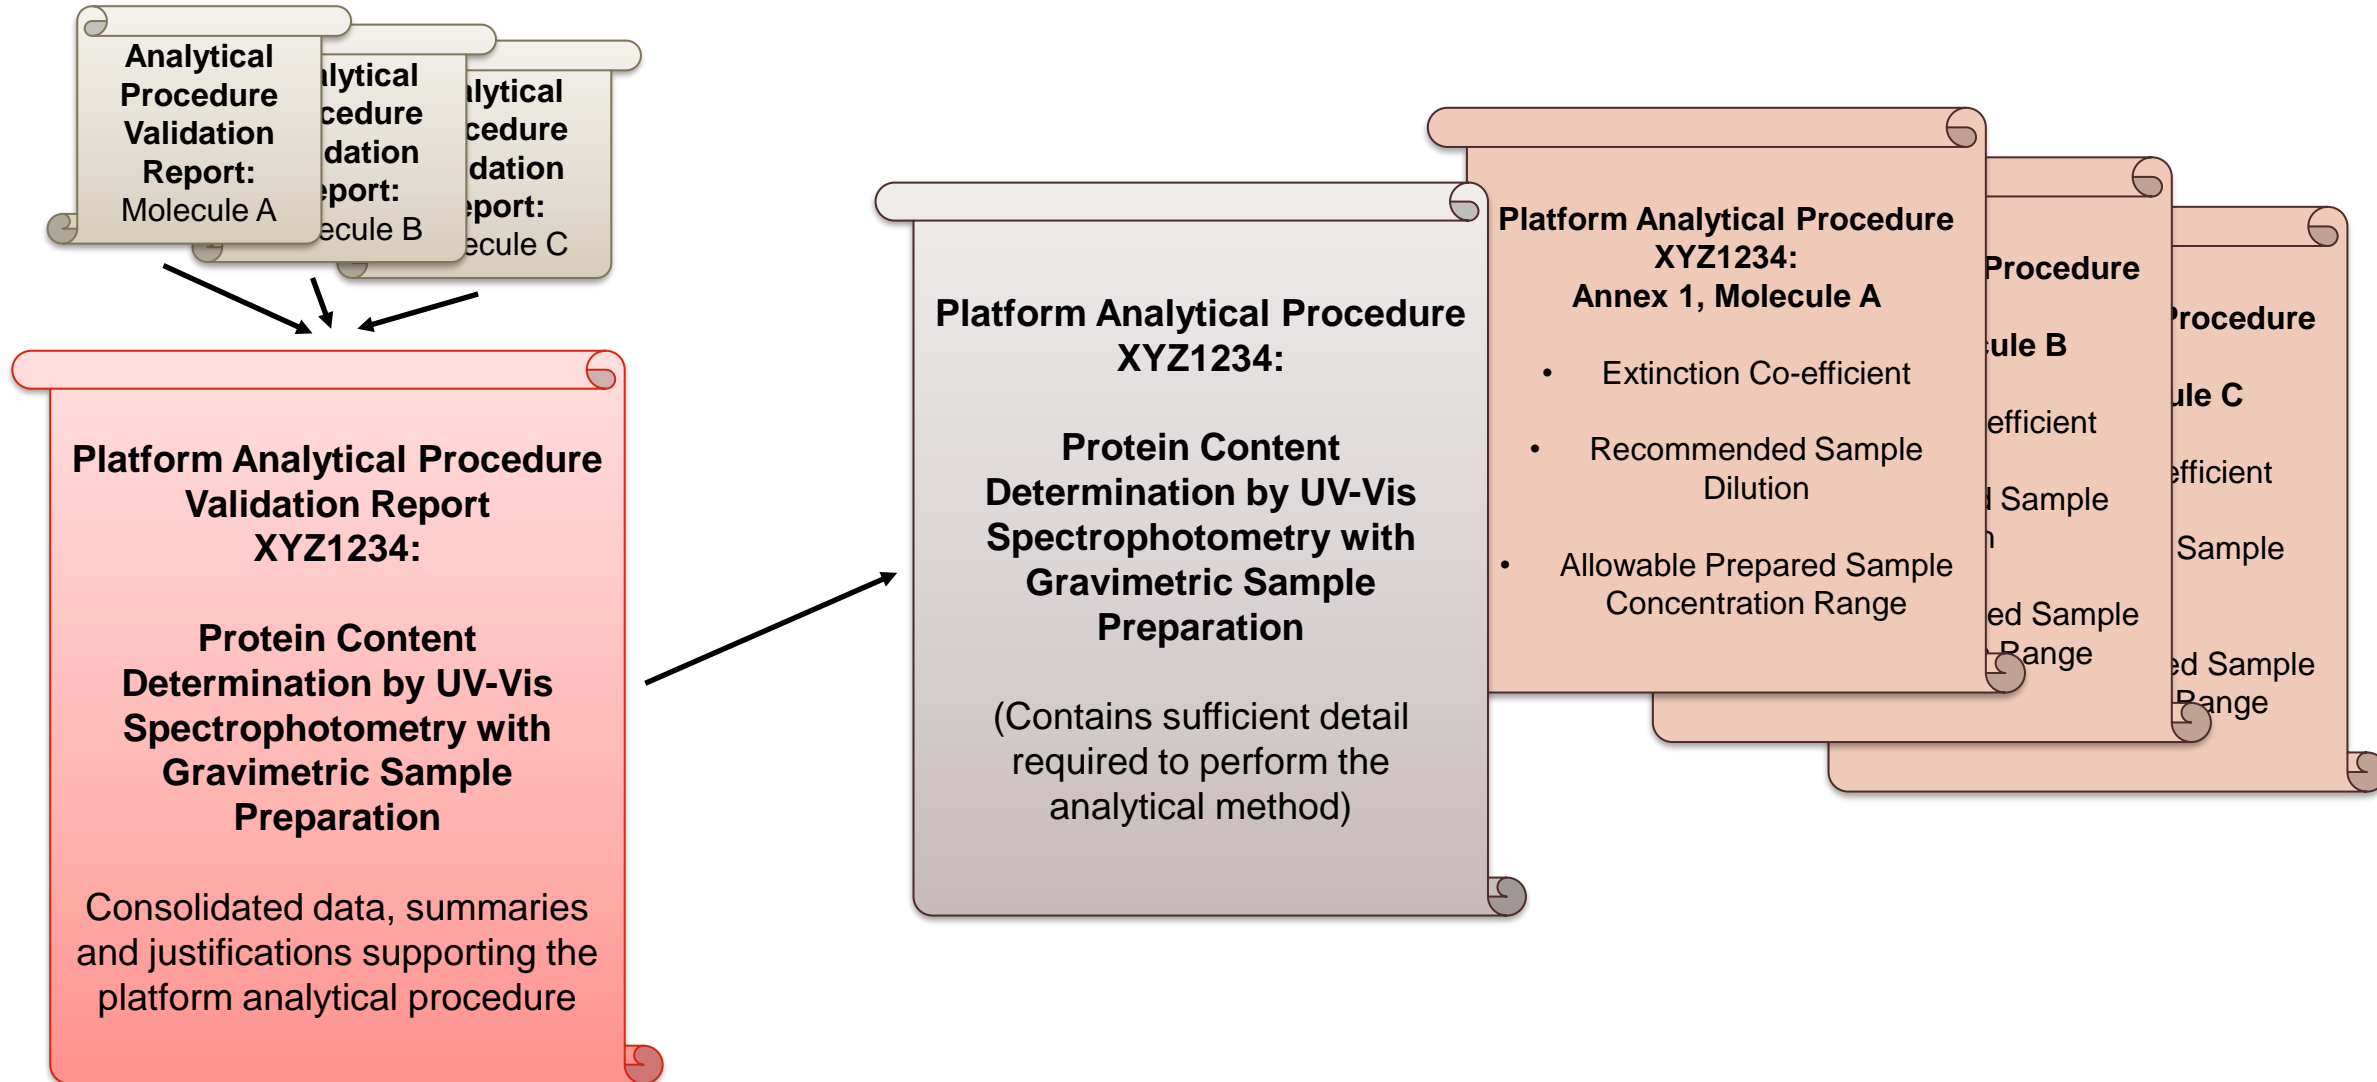 Analytical
Procedure
Validation
Report:
Molecule A
alytical
cedure
dation
port:
ecule B
alytical
cedure
dation
port:
ecule C
Platform Analytical Procedure
Validation Report
XYZ1234:
Protein Content
Determination by UV-Vis
Spectrophotometry with
Gravimetric Sample
Preparation
Consolidated data, summaries
and justifications supporting the
platform analytical procedure
Platform Analytical Procedure
XYZ1234:
Protein Content
Determination by UV-Vis
Spectrophotometry with
Gravimetric Sample
Preparation
(Contains sufficient detail
required to perform the
analytical method)
Platform Analytical Procedure
XYZ1234:
Annex 1, Molecule A
• Extinction Co-efficient
• Recommended Sample
Dilution
• Allowable Prepared Sample
Concentration Range
Procedure
ule B
efficient
Sample
ed Sample
Range
Procedure
ule C
efficient
Sample
ed Sample
Range